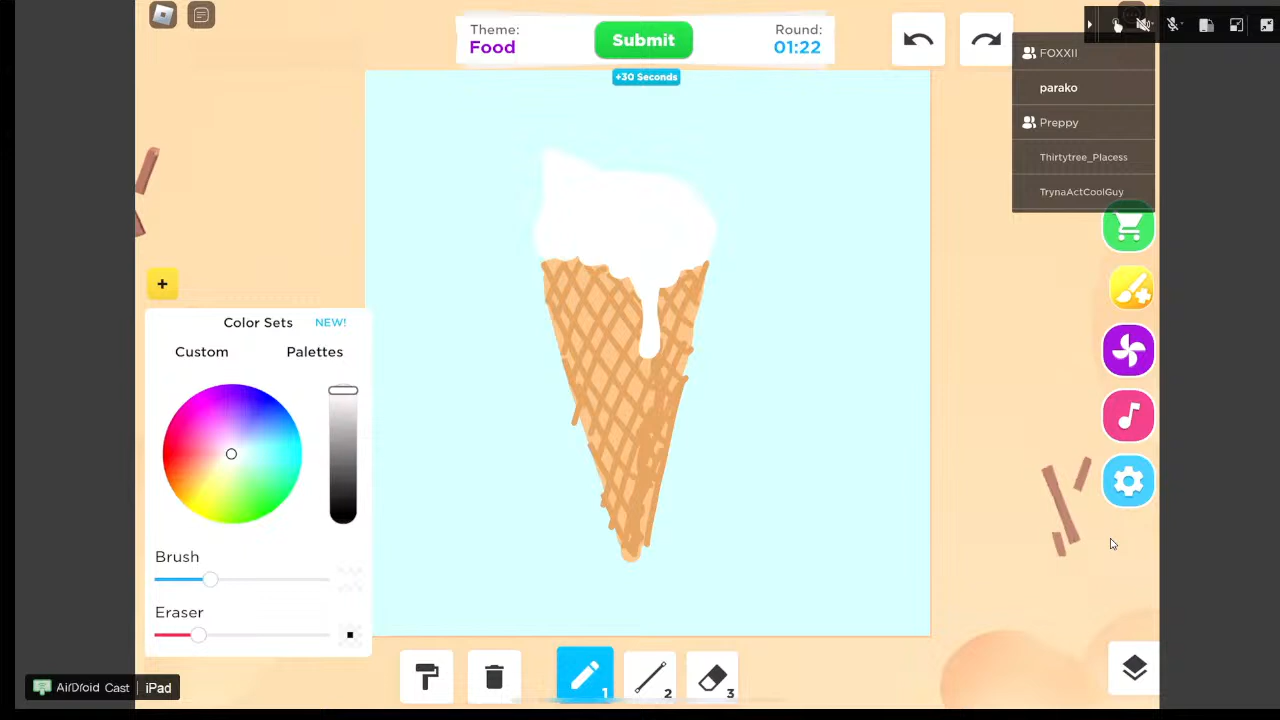 Theme:
Food
Submit
Round:
01:22
+30 Seconds
FOXXII
parako
Preppy
Thirtytree_Placess
TrynaActCoolGuy
+
Color Sets NEW!
Custom Palettes
Brush
Eraser
1
2
3
AirDroid Cast | iPad